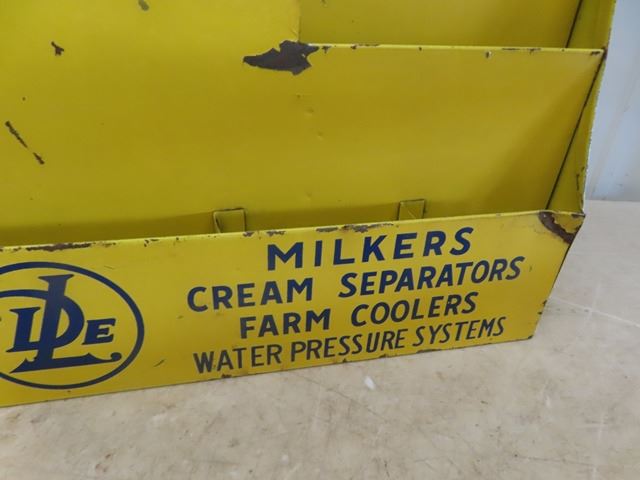 MILKERS
CREAM SEPARATORS
FARM COOLERS
WATER PRESSURE SYSTEMS